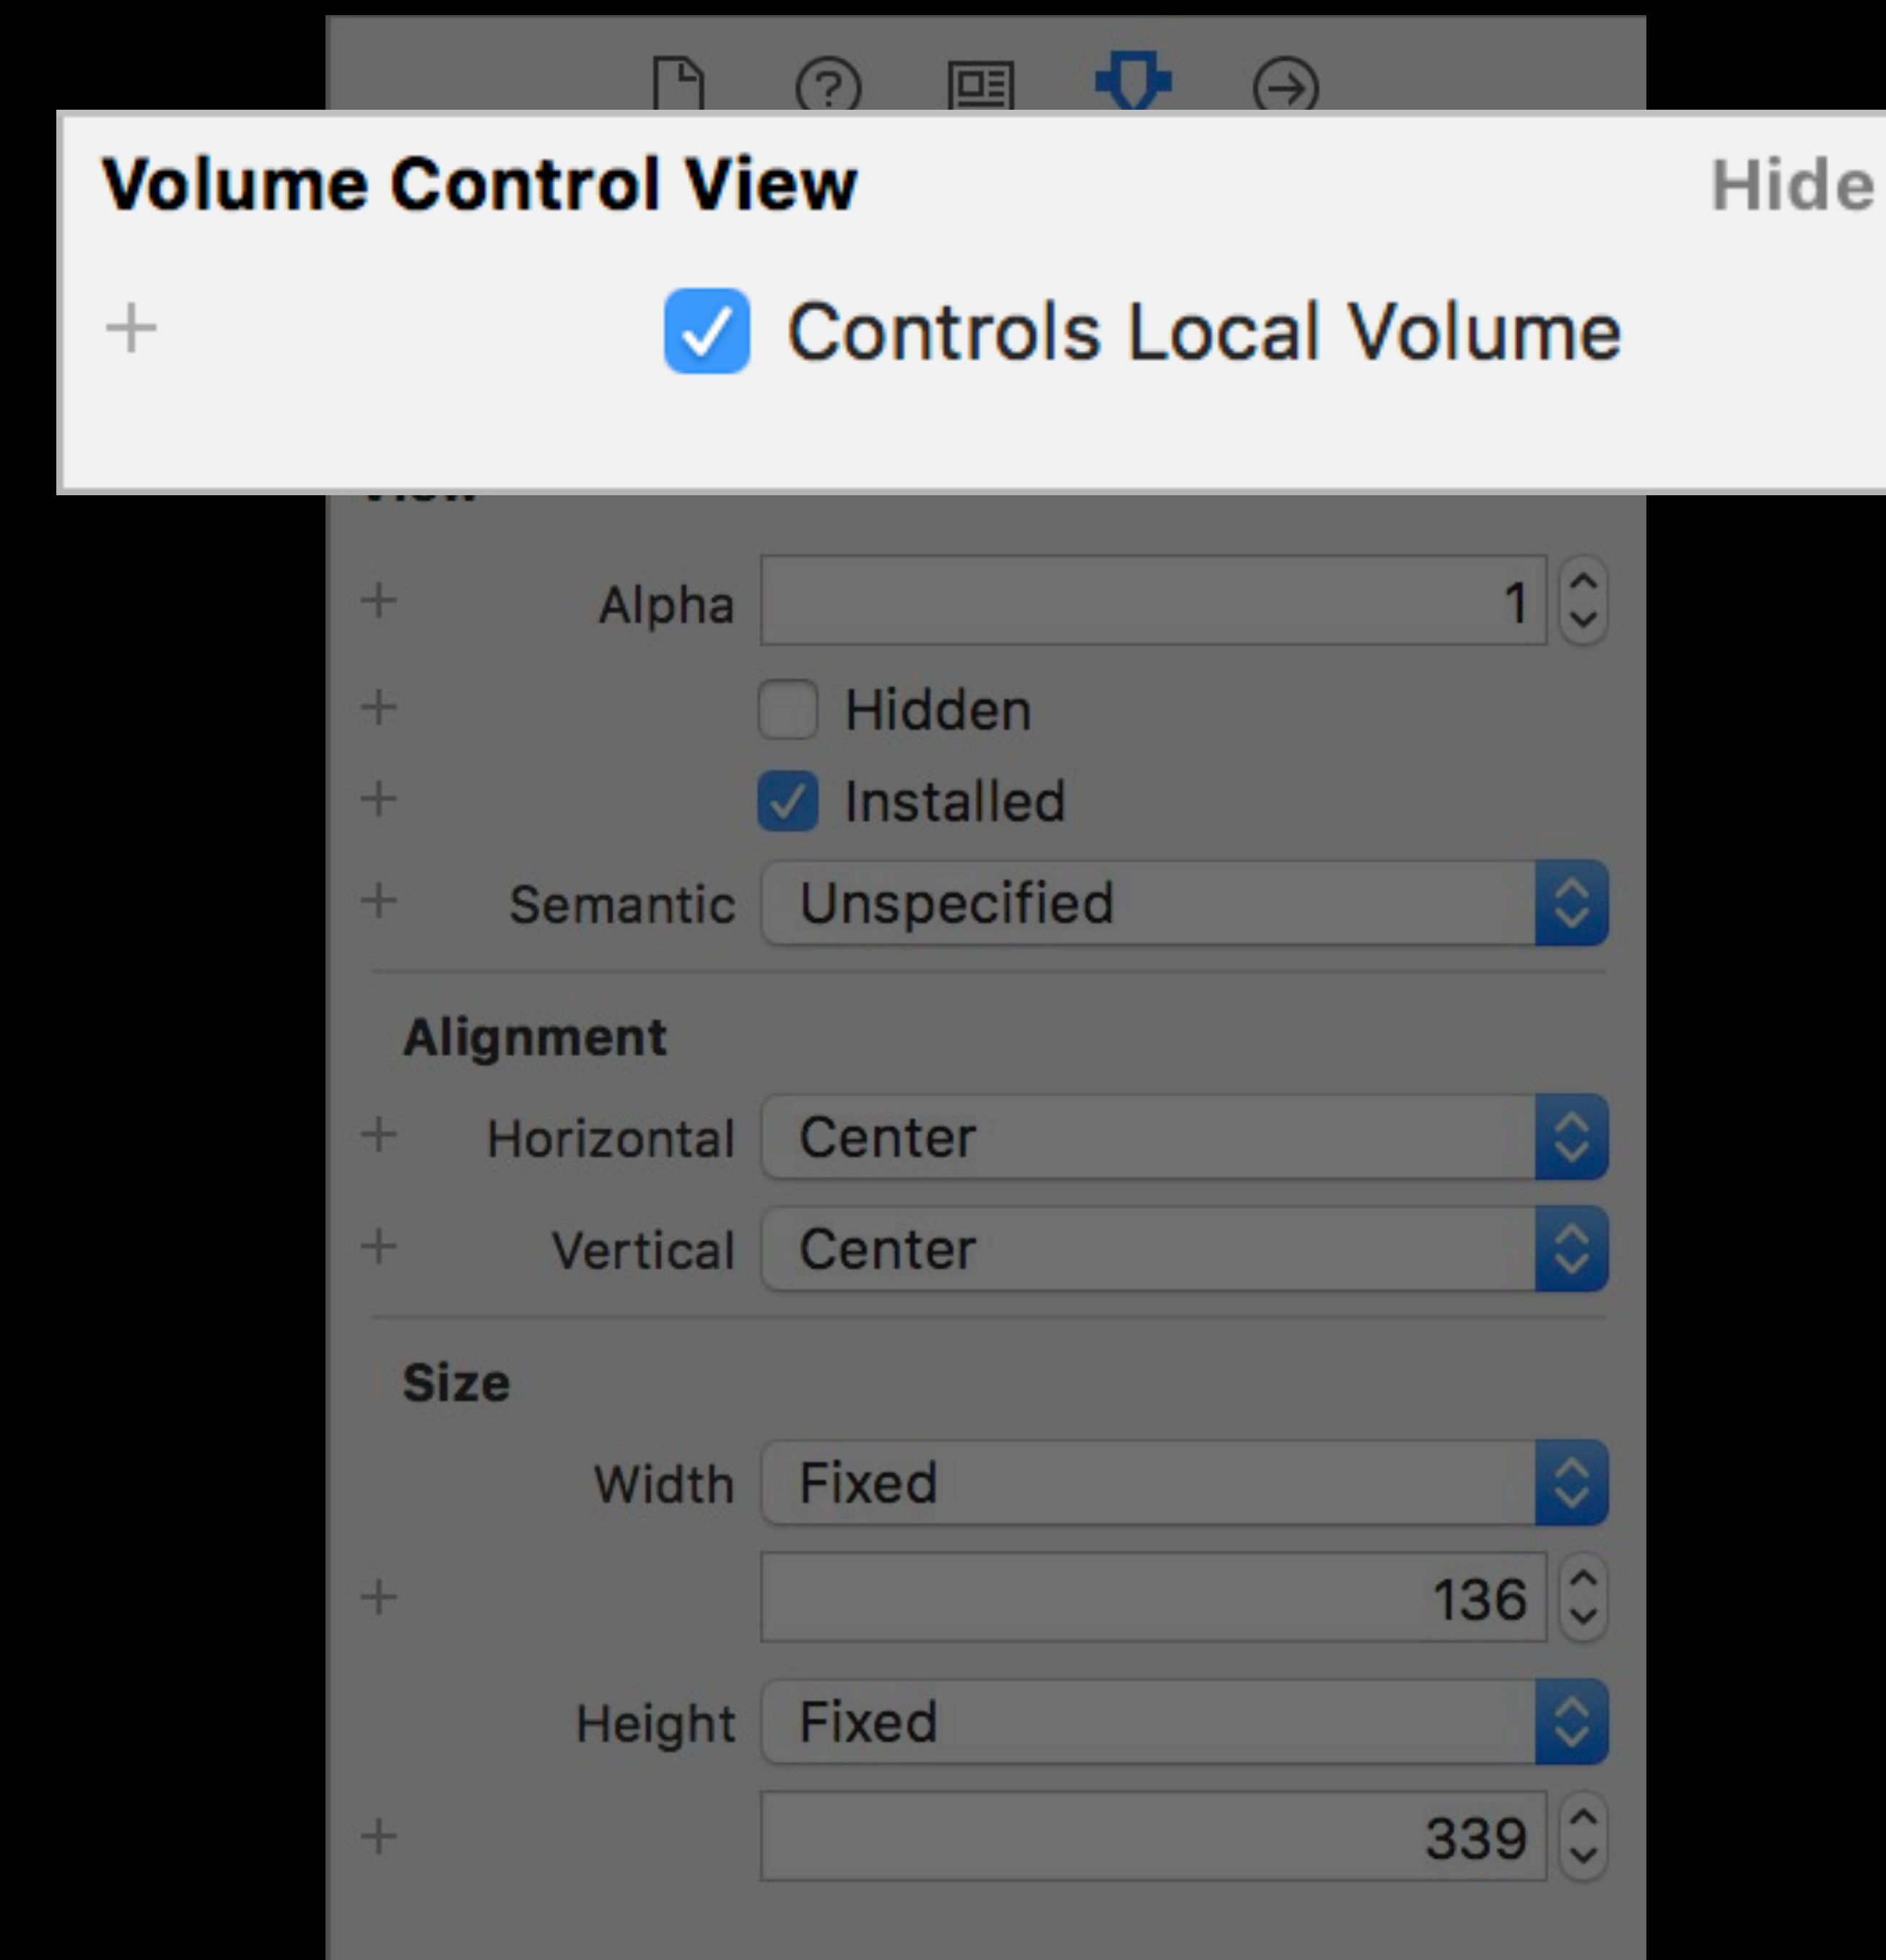 Volume Control View Hide
Controls Local Volume
View
Alpha 1
Hidden
Installed
Semantic Unspecified
Alignment
Horizontal Center
Vertical Center
Size
Width Fixed
136
Height Fixed
339